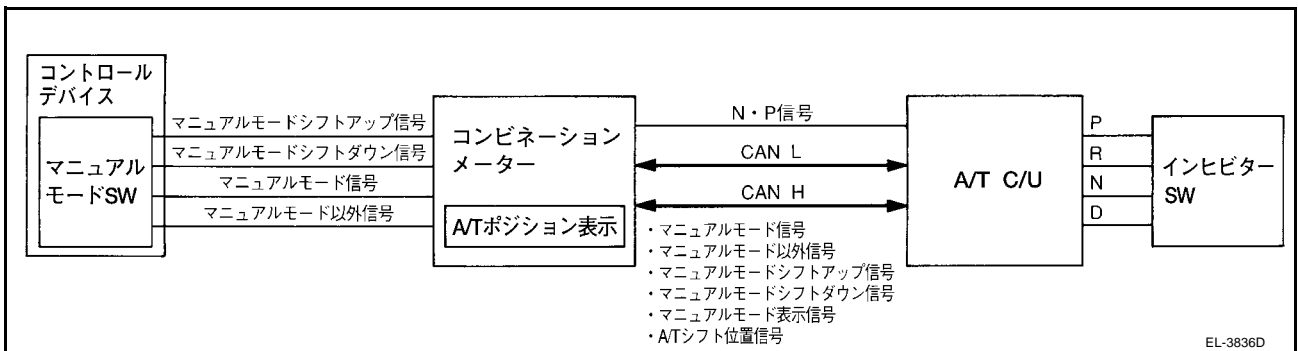 コントロール
デバイス
マニュアル
モードSW
マニュアルモードシフトアップ信号
マニュアルモードシフトダウン信号
マニュアルモード信号
マニュアルモード以外信号
コンビネーション
メーター
A/Tポジション表示
N・P信号
CAN L
CAN H
・マニュアルモード信号
・マニュアルモード以外信号
・マニュアルモードシフトアップ信号
・マニュアルモードシフトダウン信号
・マニュアルモード表示信号
・A/Tシフト位置信号
A/T C/U
P
R
N
D
インヒビター
SW
EL-3836D